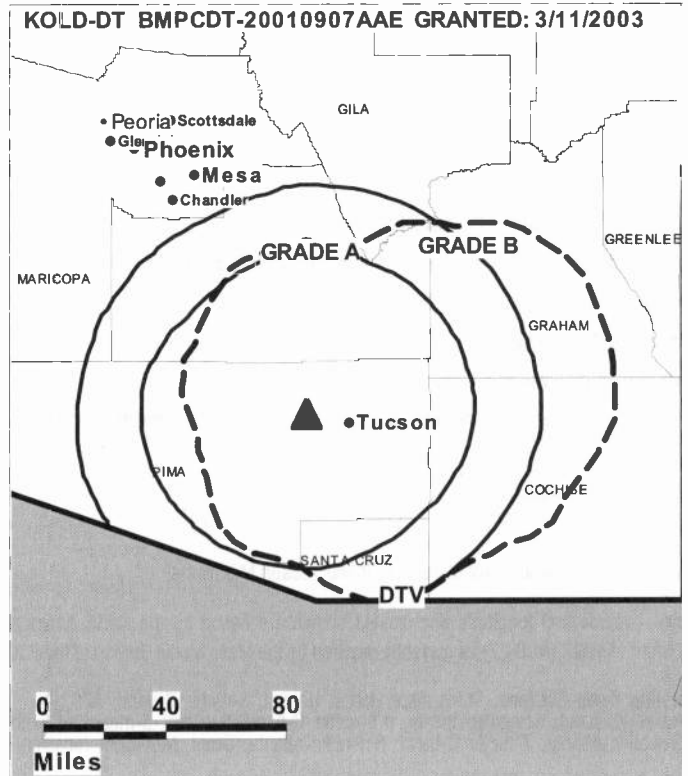 KOLD-DT BMPCDT-20010907AAE GRANTED: 3/11/2003
GILA
Peoria Scottsdale
Glen
Phoenix
Mesa
Chandler
GRADE A
GRADE B
GREENLEE
MARICOPA
GRAHAM
Tucson
PIMA
COCHISE
SANTA CRUZ
DTV
0 40 80
Miles